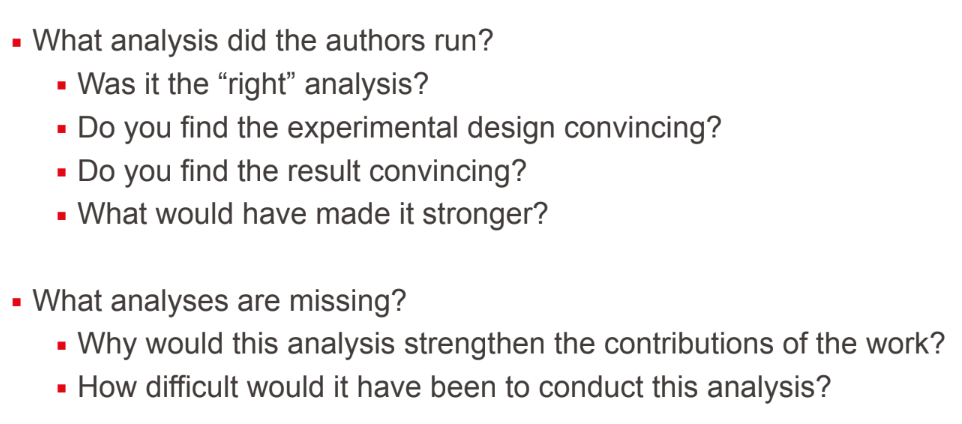 What analysis did the authors run?
Was it the “right” analysis?
Do you find the experimental design convincing?
Do you find the result convincing?
What would have made it stronger?
What analyses are missing?
Why would this analysis strengthen the contributions of the work?
How difficult would it have been to conduct this analysis?